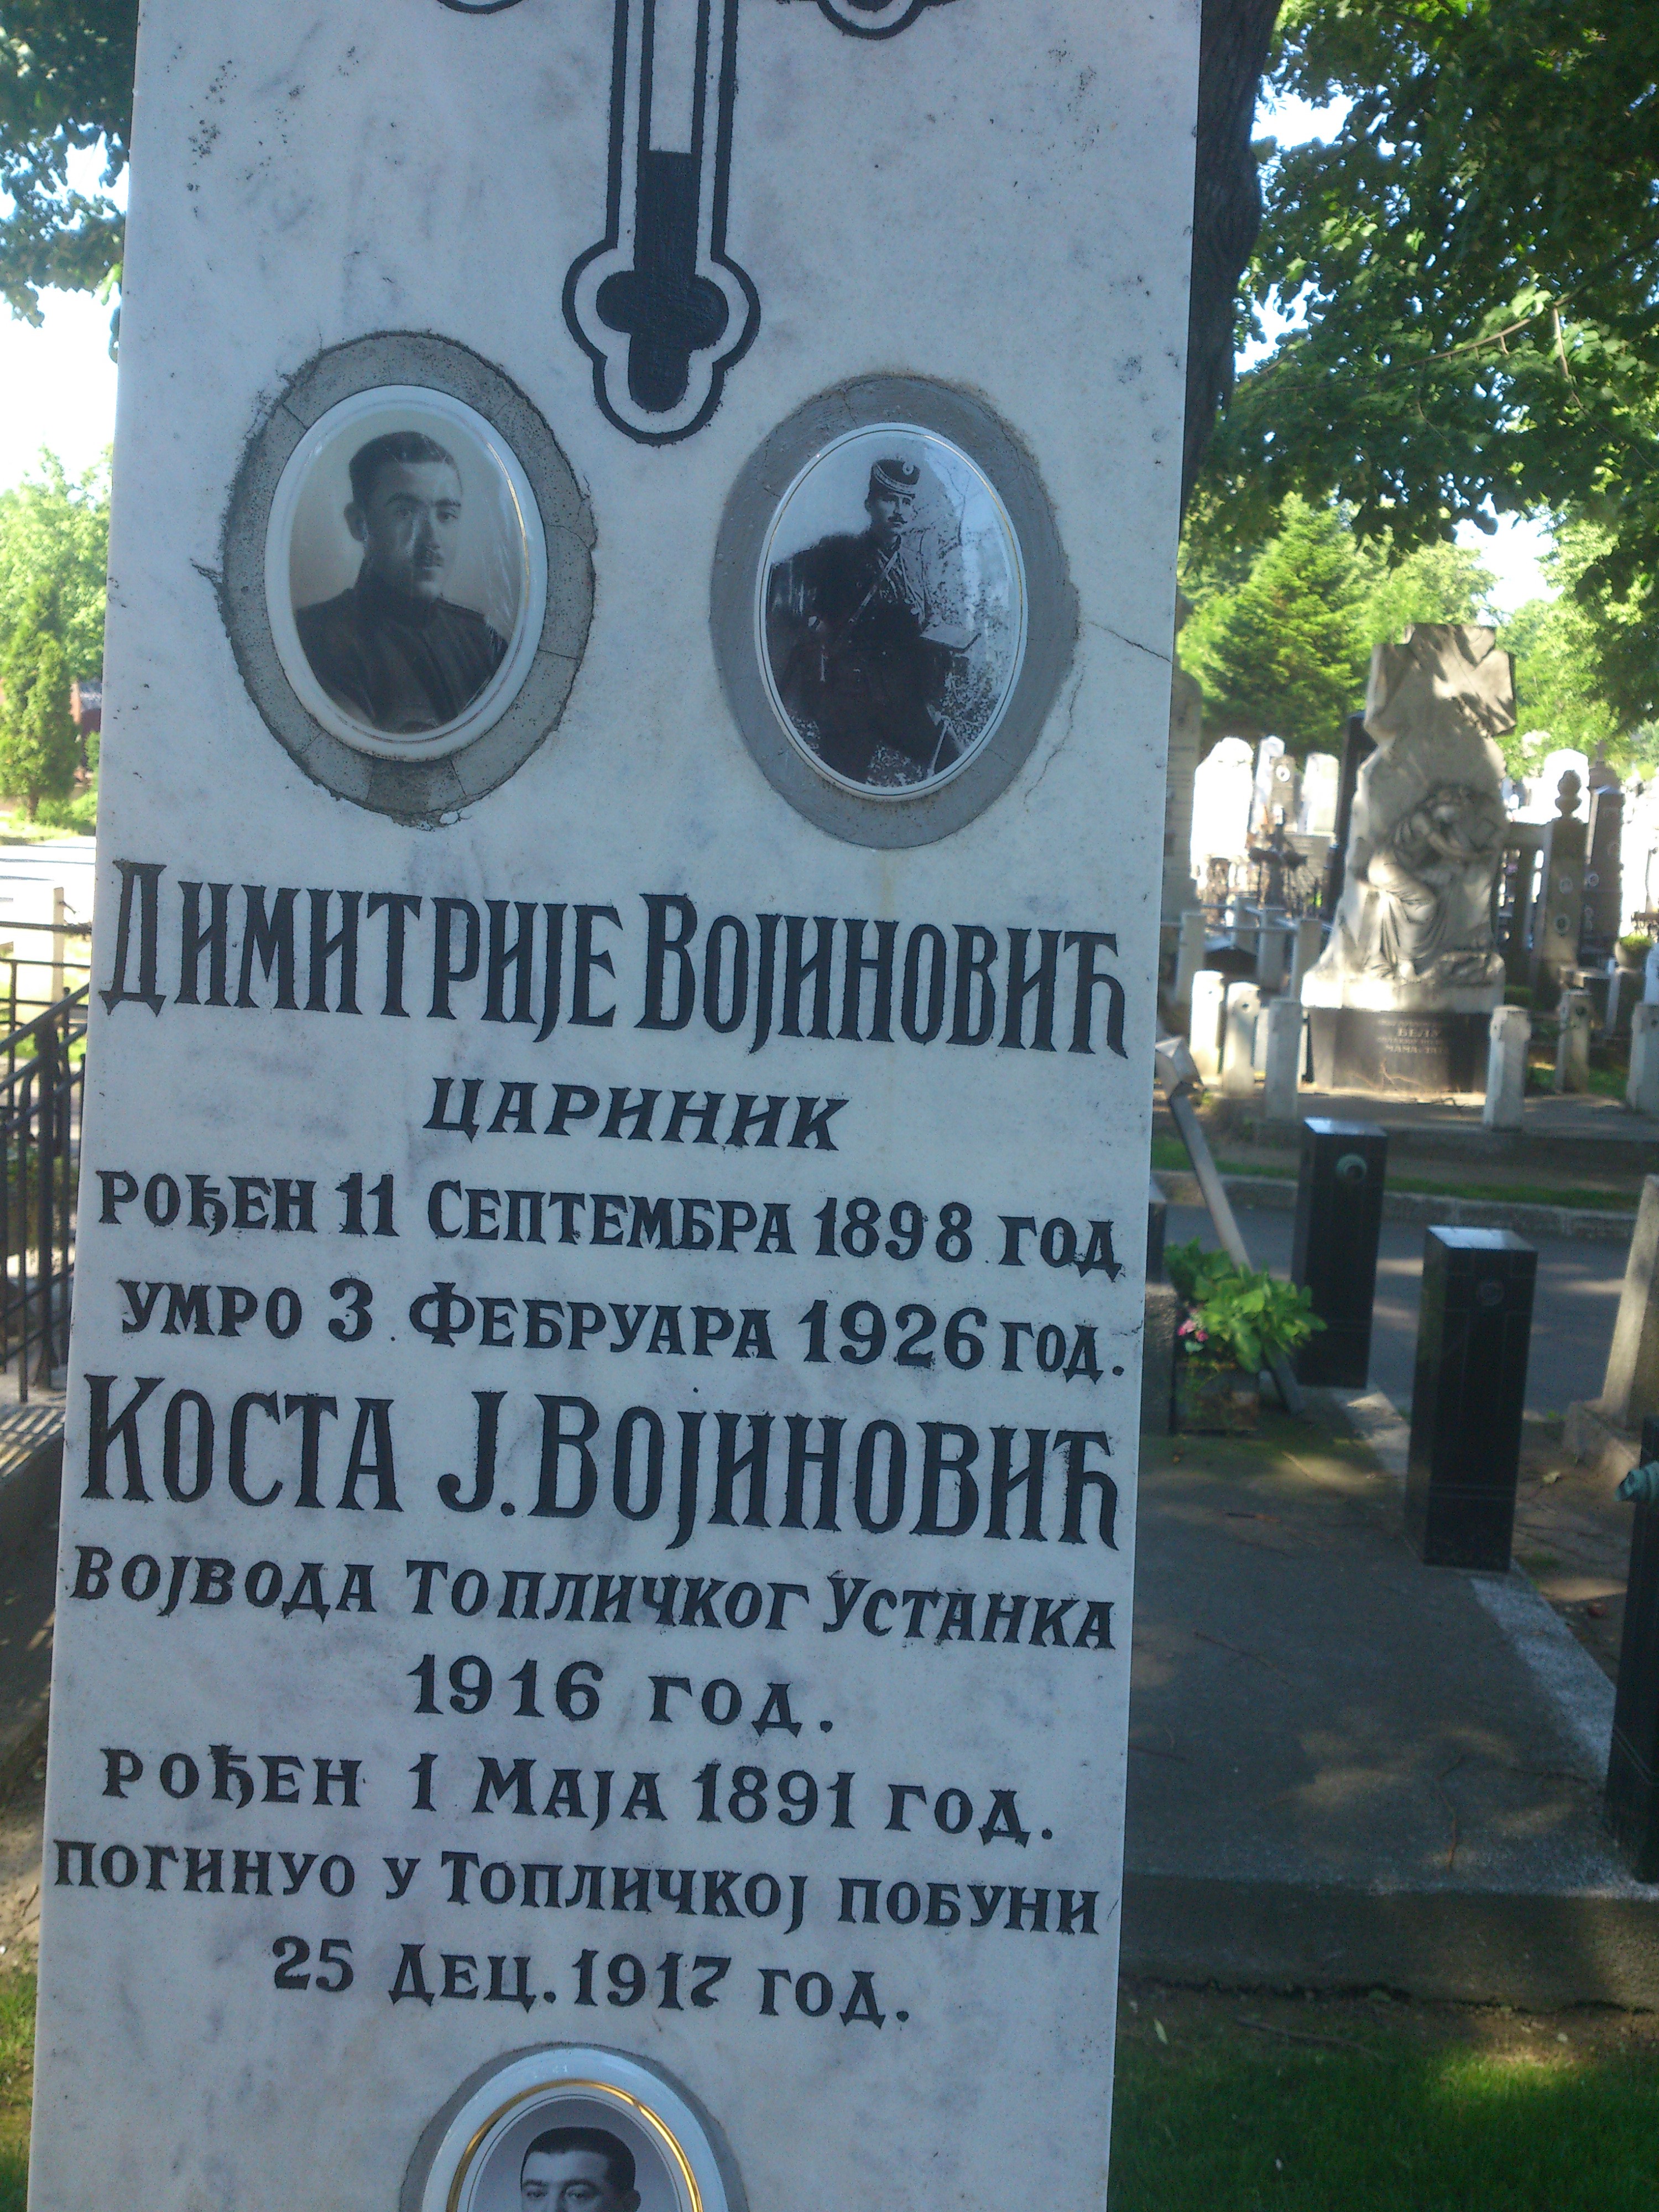 Димитрије Војиновић
цариник
рођен 11 Септембра 1898 год
умро 3. Фебруара 1926 год.
Коста Ј. Војиновић
војвода Топличког Устанка
1916 год.
рођен 1 Маја 1891 год.
погинуо у Топличкој побуни
25 Дец. 1917 год.